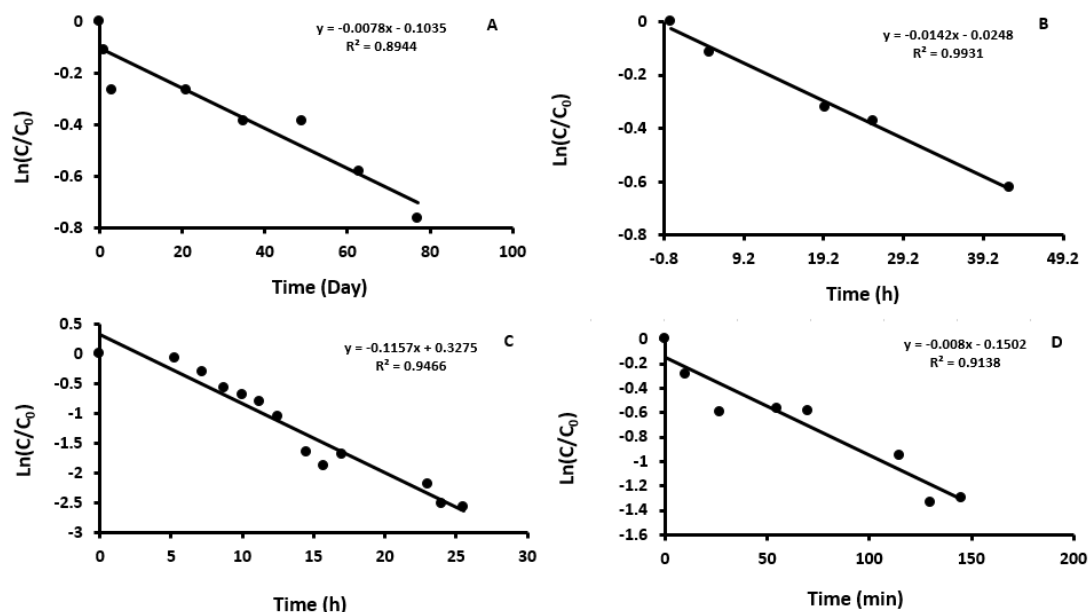 A
y = -0.0078x - 0.1035
R² = 0.8944
Ln(C/C₀)
0
-0.2
-0.4
-0.6
-0.8
0 20 40 60 80 100
Time (Day)
B
y = -0.0142x - 0.0248
R² = 0.9931
Ln(C/C₀)
0
-0.2
-0.4
-0.6
-0.8
-0.8 9.2 19.2 29.2 39.2 49.2
Time (h)
C
y = -0.1157x + 0.3275
R² = 0.9466
Ln(C/C₀)
0.5
0
-0.5
-1
-1.5
-2
-2.5
-3
0 5 10 15 20 25 30
Time (h)
D
y = -0.008x - 0.1502
R² = 0.9138
Ln(C/C₀)
0
-0.2
-0.4
-0.6
-0.8
-1
-1.2
-1.4
-1.6
0 50 100 150 200
Time (min)